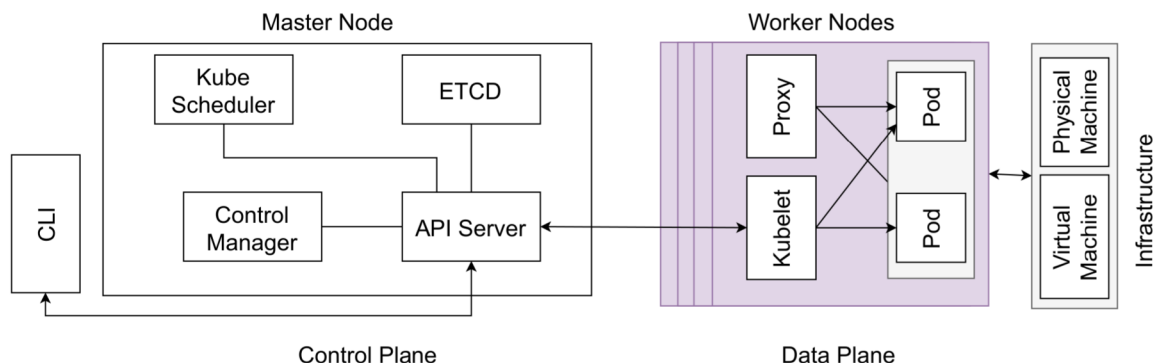 Master Node
Worker Nodes
Kube
Scheduler
ETCD
Control
Manager
API Server
CLI
Proxy
Kubelet
Pod
Pod
Physical
Machine
Virtual
Machine
Infrastructure
Control Plane
Data Plane